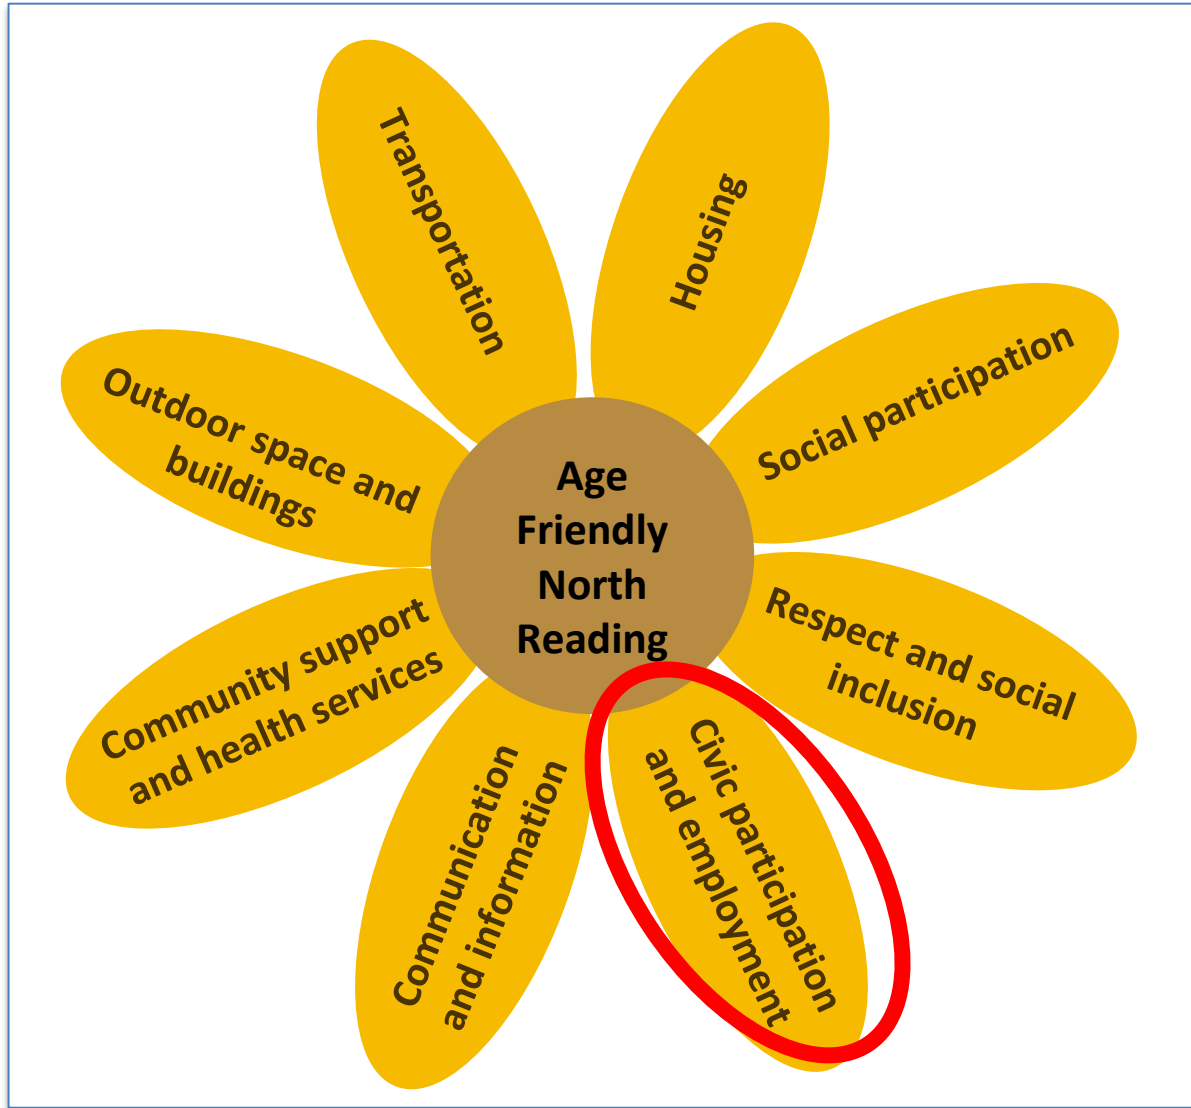 Transportation
Housing
Social participation
Outdoor space and
buildings
Age
Friendly
North
Reading
Respect and social
inclusion
Community support
and health services
Communication
and information
Civic participation
and employment